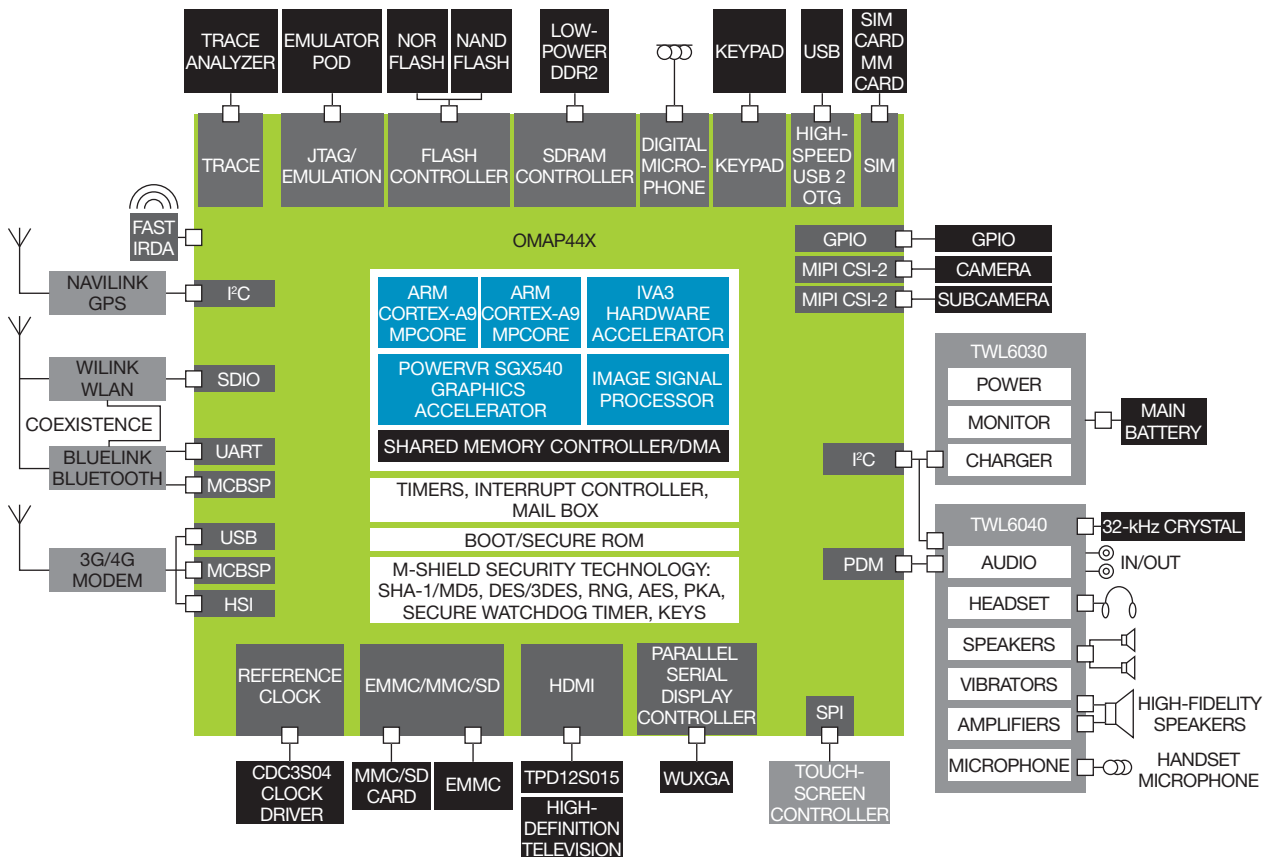 TRACE
ANALYZER
EMULATOR
POD
NOR
FLASH
NAND
FLASH
LOW-
POWER
DDR2
KEYPAD
USB
SIM
CARD
MM
CARD
TRACE
JTAG/
EMULATION
FLASH
CONTROLLER
SDRAM
CONTROLLER
DIGITAL
MICRO-
PHONE
KEYPAD
HIGH-
SPEED
USB 2
OTG
SIM
FAST
IRDA
OMAP44X
GPIO
GPIO
MIPI CSI-2
CAMERA
MIPI CSI-2
SUBCAMERA
NAVILINK
GPS
I²C
WILINK
WLAN
SDIO
COEXISTENCE
BLUELINK
BLUETOOTH
UART
MCBSP
3G/4G
MODEM
USB
MCBSP
HSI
ARM
CORTEX-A9
MPCORE
ARM
CORTEX-A9
MPCORE
IVA3
HARDWARE
ACCELERATOR
POWERVR SGX540
GRAPHICS
ACCELERATOR
IMAGE SIGNAL
PROCESSOR
SHARED MEMORY CONTROLLER/DMA
TIMERS, INTERRUPT CONTROLLER,
MAIL BOX
BOOT/SECURE ROM
M-SHIELD SECURITY TECHNOLOGY:
SHA-1/MD5, DES/3DES, RNG, AES, PKA,
SECURE WATCHDOG TIMER, KEYS
I²C
PDM
TWL6030
POWER
MONITOR
CHARGER
MAIN
BATTERY
TWL6040
32-kHz CRYSTAL
AUDIO
IN/OUT
HEADSET
SPEAKERS
VIBRATORS
AMPLIFIERS
HIGH-FIDELITY
SPEAKERS
MICROPHONE
HANDSET
MICROPHONE
REFERENCE
CLOCK
EMMC/MMC/SD
HDMI
PARALLEL
SERIAL
DISPLAY
CONTROLLER
SPI
CDC3S04
CLOCK
DRIVER
MMC/SD
CARD
EMMC
TPD12S015
HIGH-
DEFINITION
TELEVISION
WUXGA
TOUCH-
SCREEN
CONTROLLER